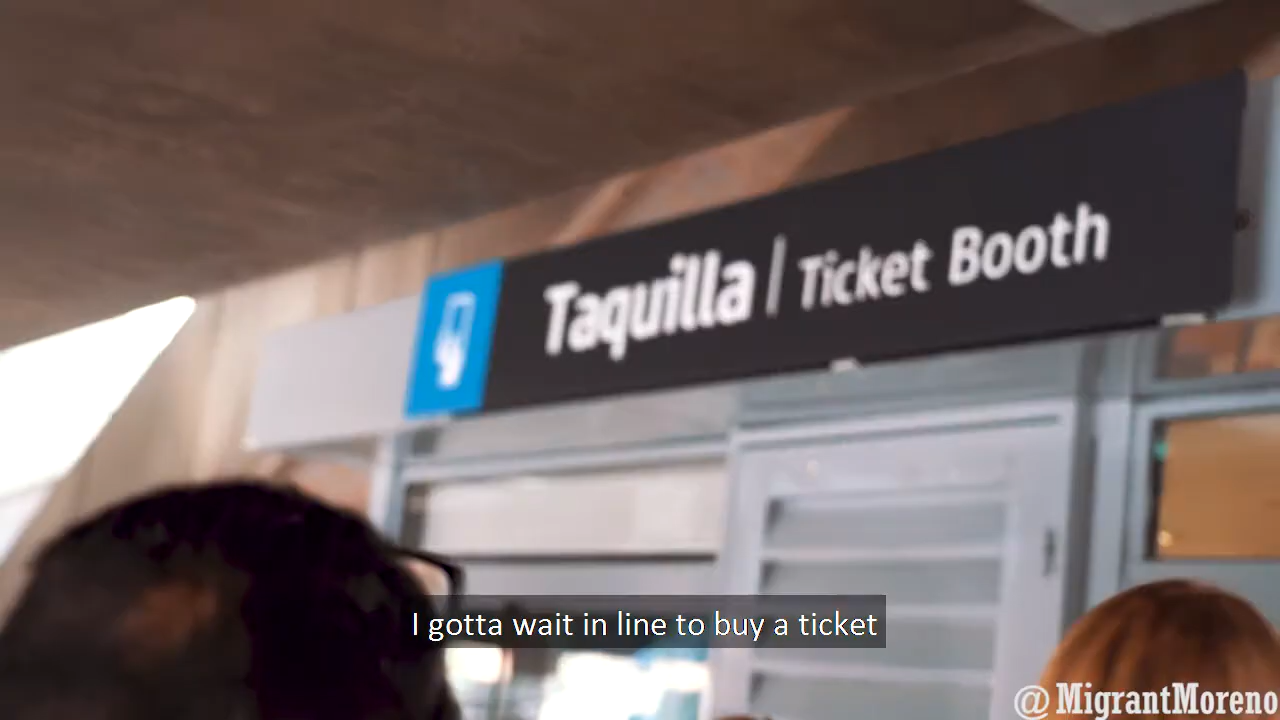 Taquilla | Ticket Booth
I gotta wait in line to buy a ticket
@MigrantMoreno